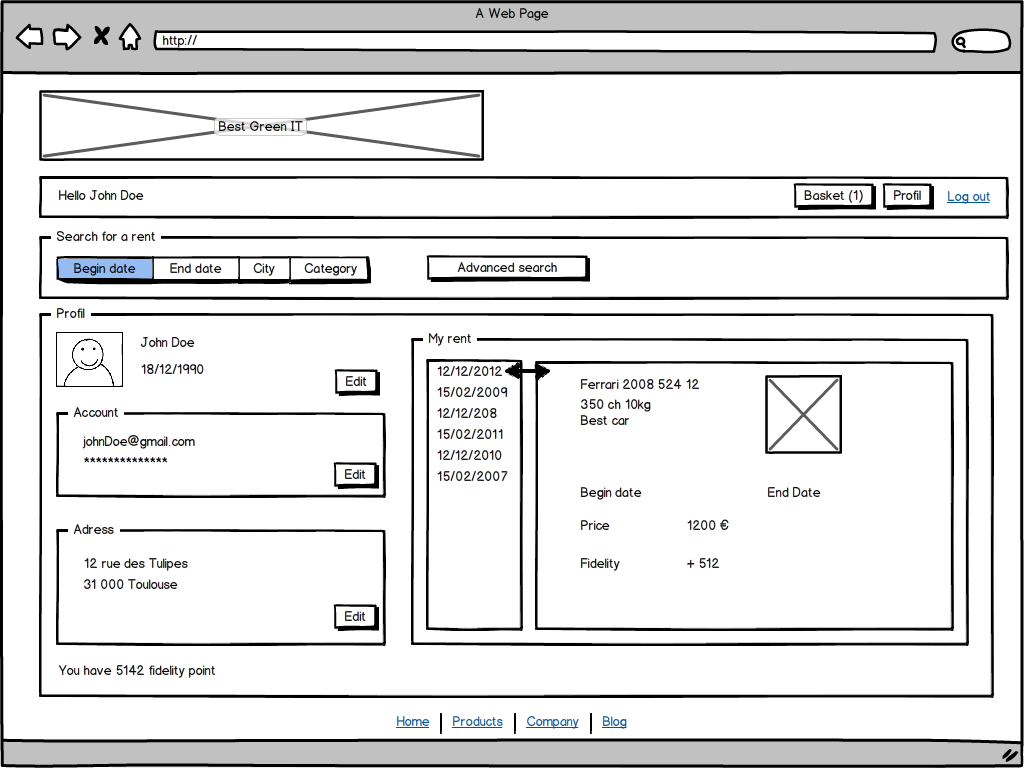 A Web Page
http://
Best Green IT
Hello John Doe
Basket (1)
Profil
Log out
Search for a rent
Begin date
End date
City
Category
Advanced search
Profil
John Doe
18/12/1990
Edit
Account
johnDoe@gmail.com
**************
Edit
Adress
12 rue des Tulipes
31 000 Toulouse
Edit
You have 5142 fidelity point
My rent
12/12/2012
15/02/2009
12/12/208
15/02/2011
12/12/2010
15/02/2007
Ferrari 2008 524 12
350 ch 10kg
Best car
Begin date
End Date
Price
1200 €
Fidelity
+ 512
Home
Products
Company
Blog